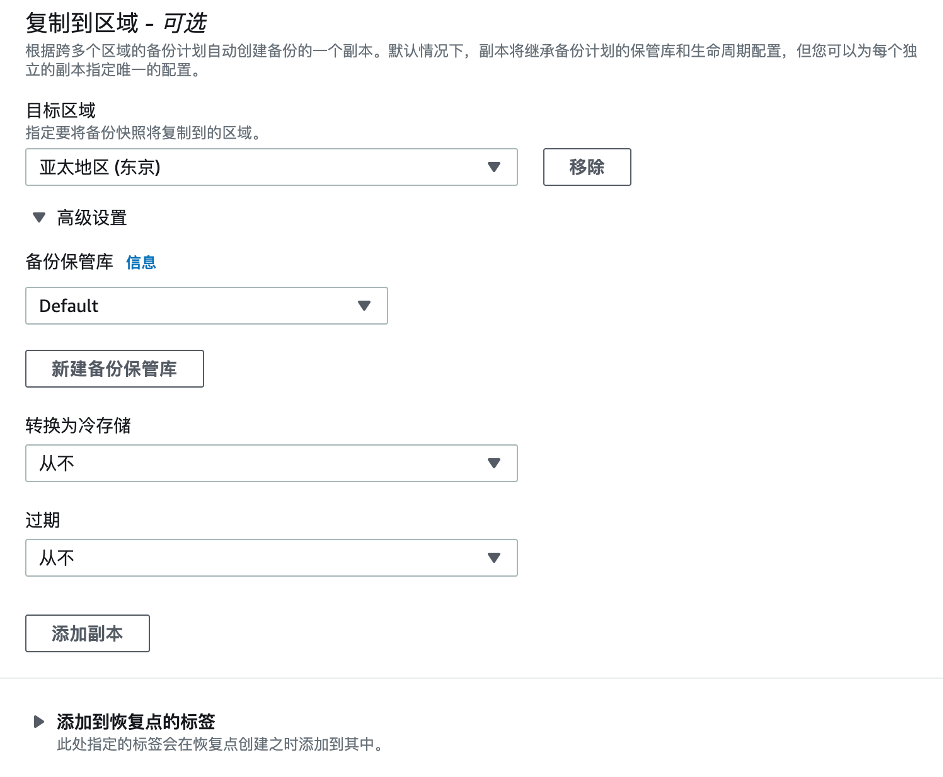 复制到区域 - 可选
根据跨多个区域的备份计划自动创建备份的一个副本。默认情况下，副本将继承备份计划的保管库和生命周期配置，但您可以为每个独
立的副本指定唯一的配置。
目标区域
指定要将备份快照将复制到的区域。
亚太地区 (东京)
移除
高级设置
备份保管库 信息
Default
新建备份保管库
转换为冷存储
从不
过期
从不
添加副本
添加到恢复点的标签
此处指定的标签会在恢复点创建之时添加到其中。